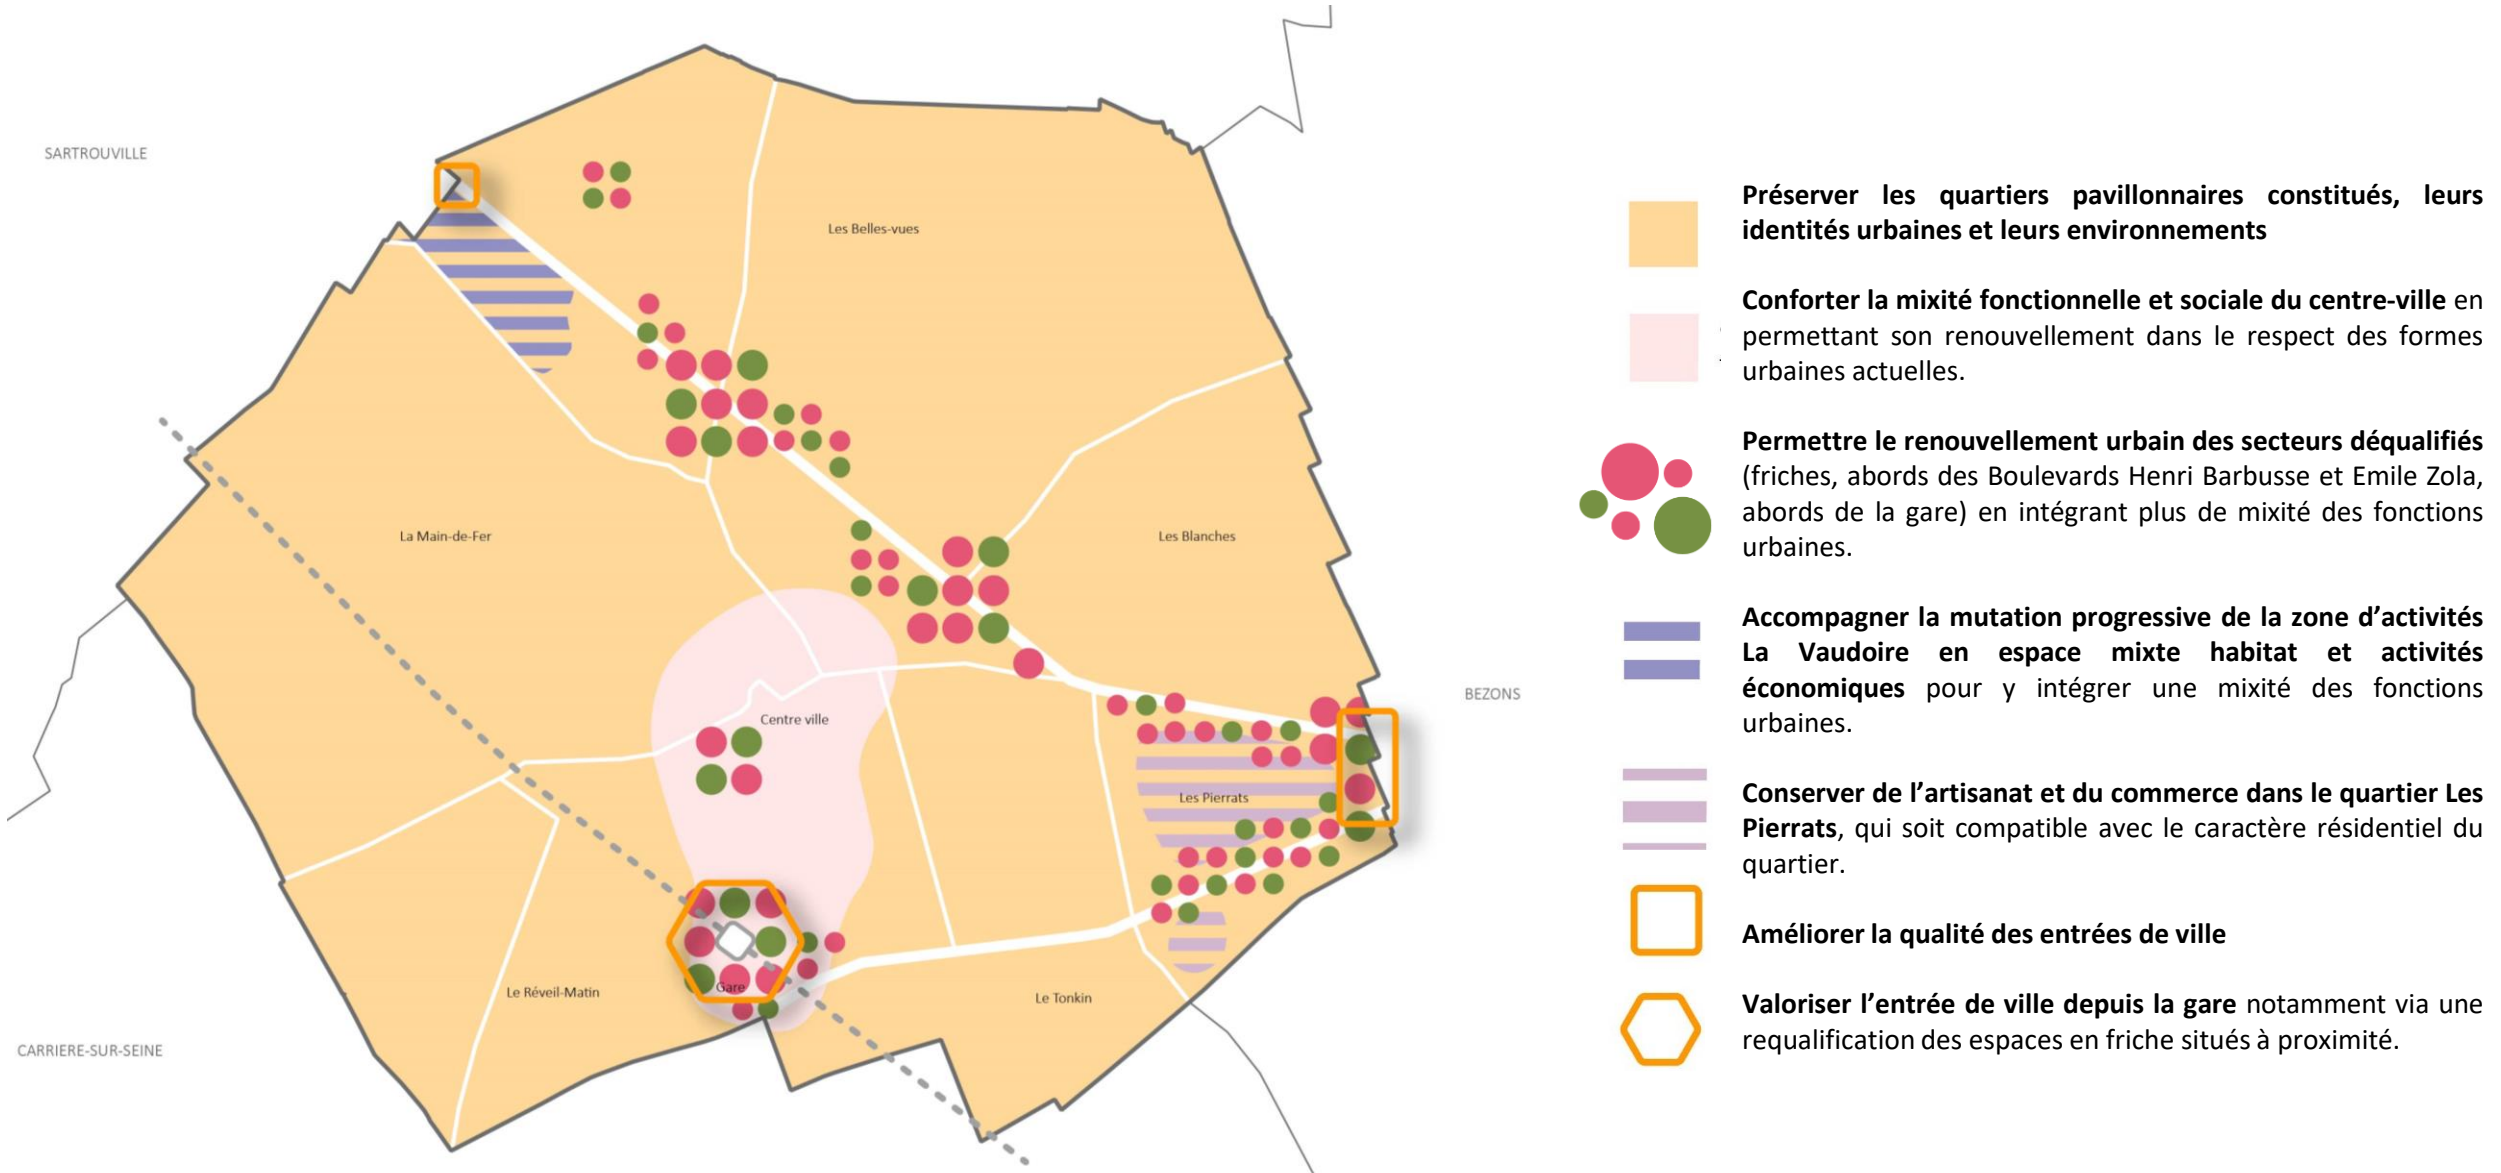 SARTROUVILLE
Les Belles-vues
La Main-de-Fer
Les Blanches
BEZONS
Centre ville
Les Pierrats
Gare
Le Réveil-Matin
Le Tonkin
CARRIERE-SUR-SEINE
Préserver les quartiers pavillonnaires constitués, leurs
identités urbaines et leurs environnements
Conforter la mixité fonctionnelle et sociale du centre-ville en
permettant son renouvellement dans le respect des formes
urbaines actuelles.
Permettre le renouvellement urbain des secteurs déqualifiés
(friches, abords des Boulevards Henri Barbusse et Emile Zola,
abords de la gare) en intégrant plus de mixité des fonctions
urbaines.
Accompagner la mutation progressive de la zone d’activités
La Vaudoire en espace mixte habitat et activités
économiques pour y intégrer une mixité des fonctions
urbaines.
Conserver de l’artisanat et du commerce dans le quartier Les
Pierrats, qui soit compatible avec le caractère résidentiel du
quartier.
Améliorer la qualité des entrées de ville
Valoriser l’entrée de ville depuis la gare notamment via une
requalification des espaces en friche situés à proximité.